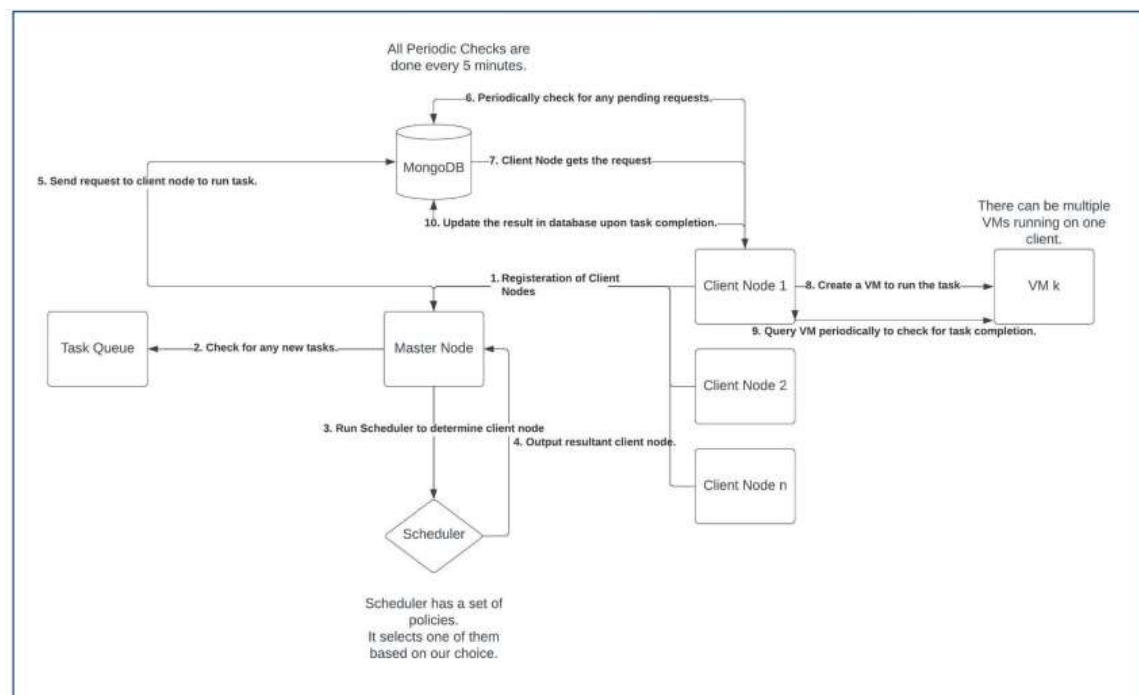 All Periodic Checks are
done every 5 minutes.
6. Periodically check for any pending requests.
MongoDB
7. Client Node gets the request
5. Send request to client node to run task.
10. Update the result in database upon task completion.
There can be multiple
VMs running on one
client.
1. Registeration of Client
Nodes
Client Node 1
8. Create a VM to run the task
VM k
9. Query VM periodically to check for task completion.
Task Queue
2. Check for any new tasks.
Master Node
Client Node 2
3. Run Scheduler to determine client node
4. Output resultant client node.
Client Node n
Scheduler
Scheduler has a set of
policies.
It selects one of them
based on our choice.